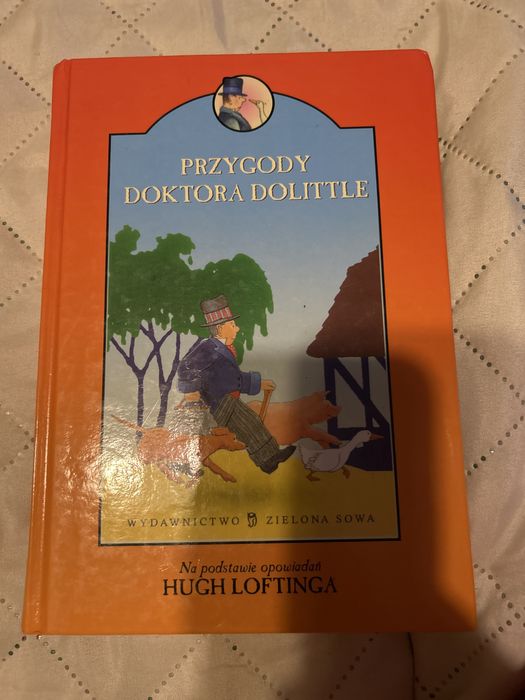 PRZYGODY
DOKTORA DOLITTLE
WYDAWNICTWO ZIELONA SOWA
Na podstawie opowiadań
HUGH LOFTINGA